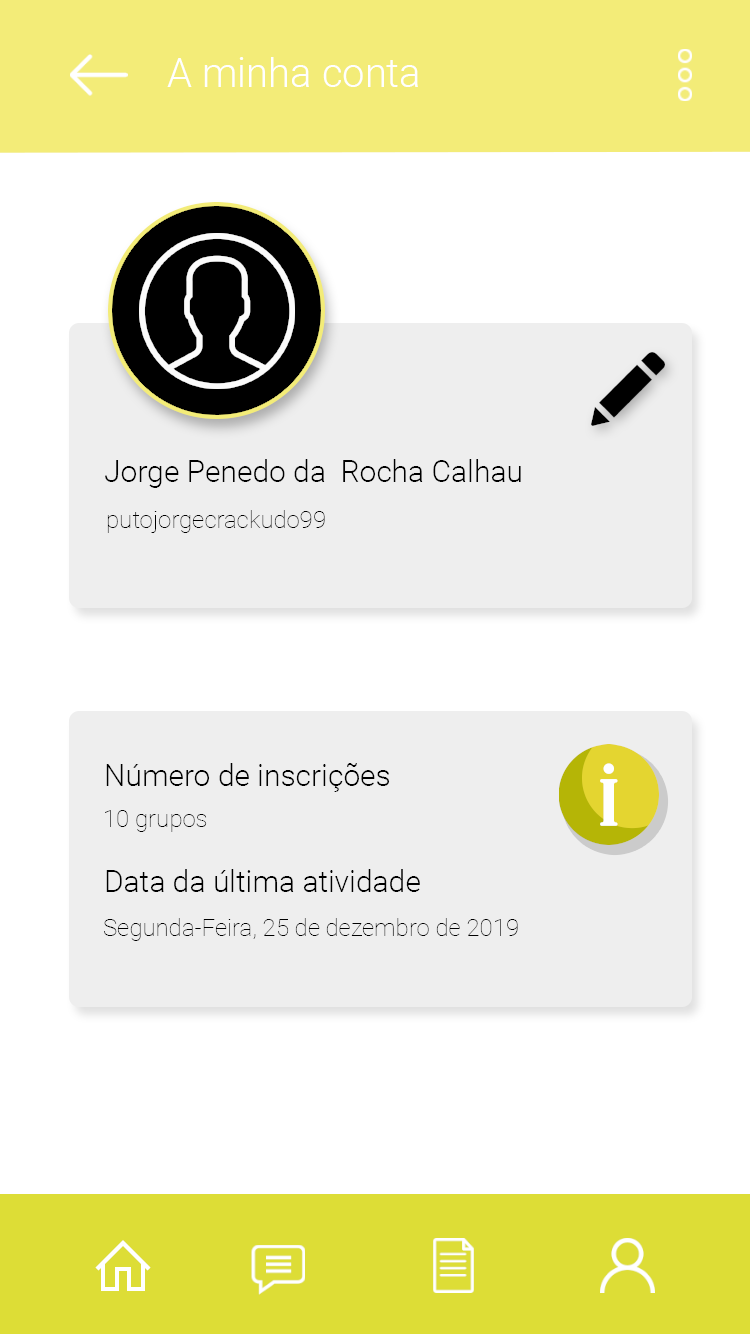 A minha conta
Jorge Penedo da  Rocha Calhau
putojorgecrackudo99
Número de inscrições
10 grupos
Data da última atividade
Segunda-Feira, 25 de dezembro de 2019